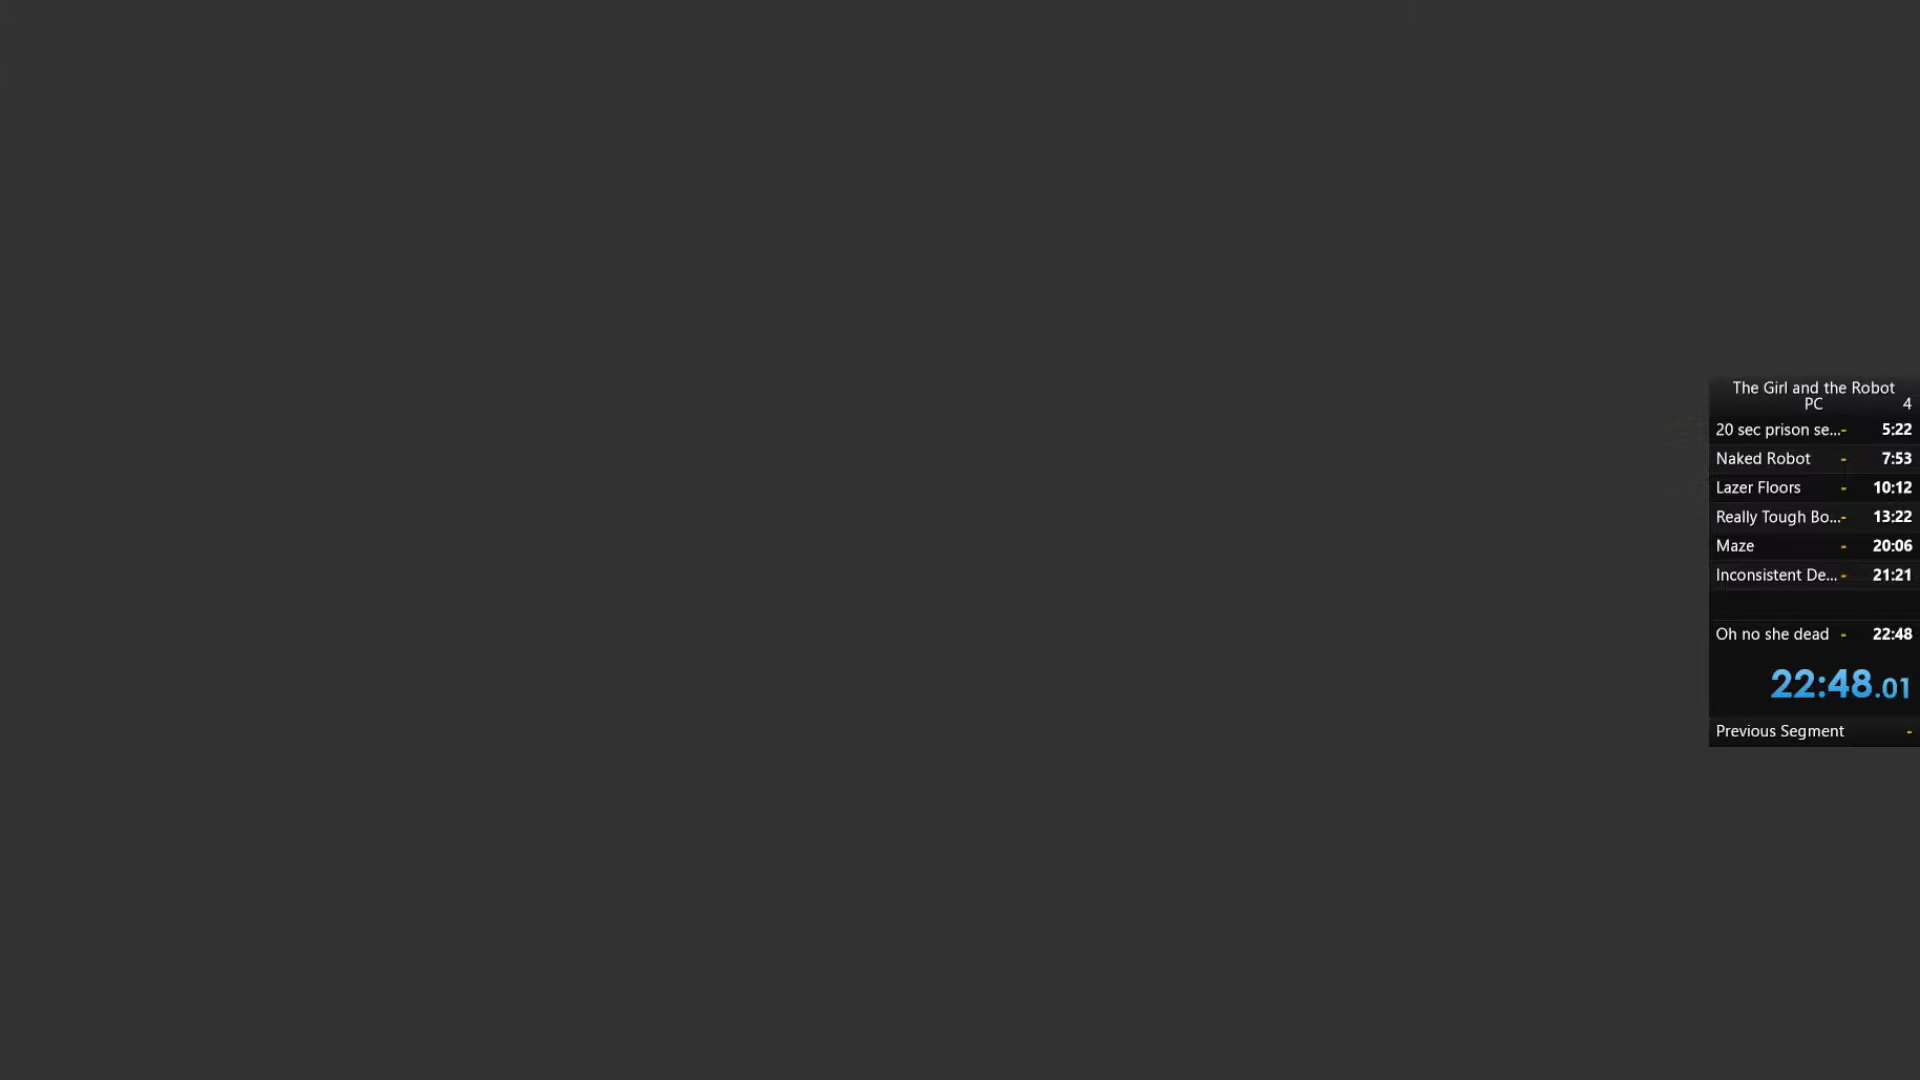 The Girl and the Robot
PC 4
20 sec prison se... - 5:22
Naked Robot - 7:53
Lazer Floors - 10:12
Really Tough Bo... - 13:22
Maze - 20:06
Inconsistent De... - 21:21
Oh no she dead - 22:48
22:48.01
Previous Segment -